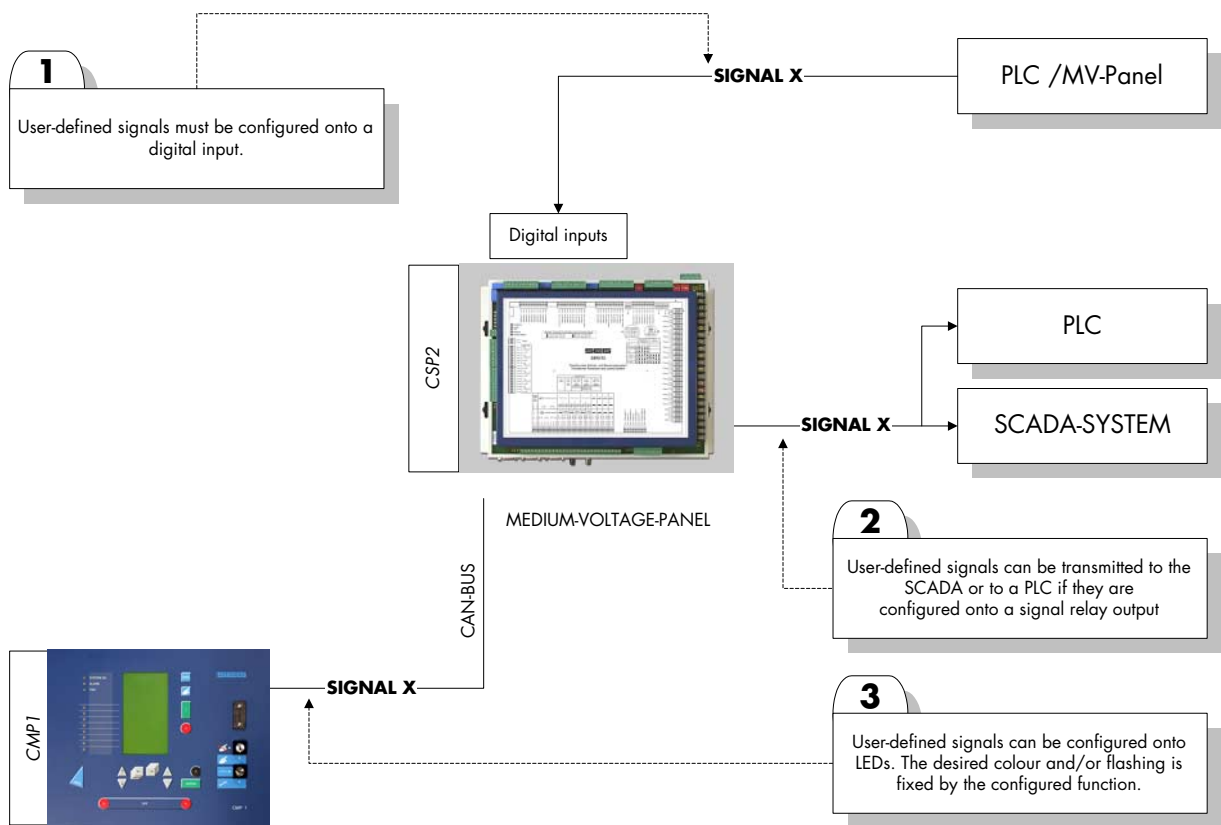 1
User-defined signals must be configured onto a
digital input.
SIGNAL X
PLC /MV-Panel
Digital inputs
CSP2
SIGNAL X
PLC
SCADA-SYSTEM
MEDIUM-VOLTAGE-PANEL
CAN-BUS
2
User-defined signals can be transmitted to the
SCADA or to a PLC if they are
configured onto a signal relay output
CMP1
SIGNAL X
CMP 1
3
User-defined signals can be configured onto
LEDs. The desired colour and/or flashing is
fixed by the configured function.